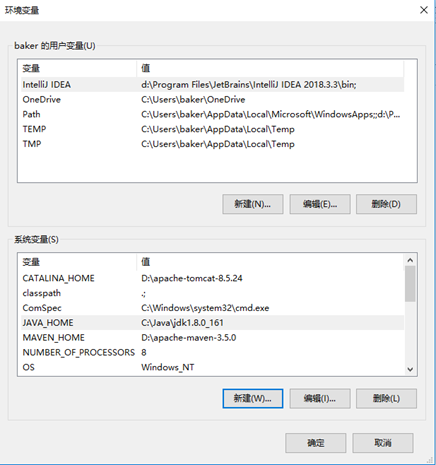 环境变量
baker 的用户变量(U)
变量 值
IntelliJ IDEA d:\Program Files\JetBrains\IntelliJ IDEA 2018.3.3\bin;
OneDrive C:\Users\baker\OneDrive
Path C:\Users\baker\AppData\Local\Microsoft\WindowsApps;;d:\P...
TEMP C:\Users\baker\AppData\Local\Temp
TMP C:\Users\baker\AppData\Local\Temp
新建(N)... 编辑(E)... 删除(D)
系统变量(S)
变量 值
CATALINA_HOME D:\apache-tomcat-8.5.24
classpath .;
ComSpec C:\Windows\system32\cmd.exe
JAVA_HOME C:\Java\jdk1.8.0_161
MAVEN_HOME D:\apache-maven-3.5.0
NUMBER_OF_PROCESSORS 8
OS Windows_NT
新建(W)... 编辑(I)... 删除(L)
确定 取消